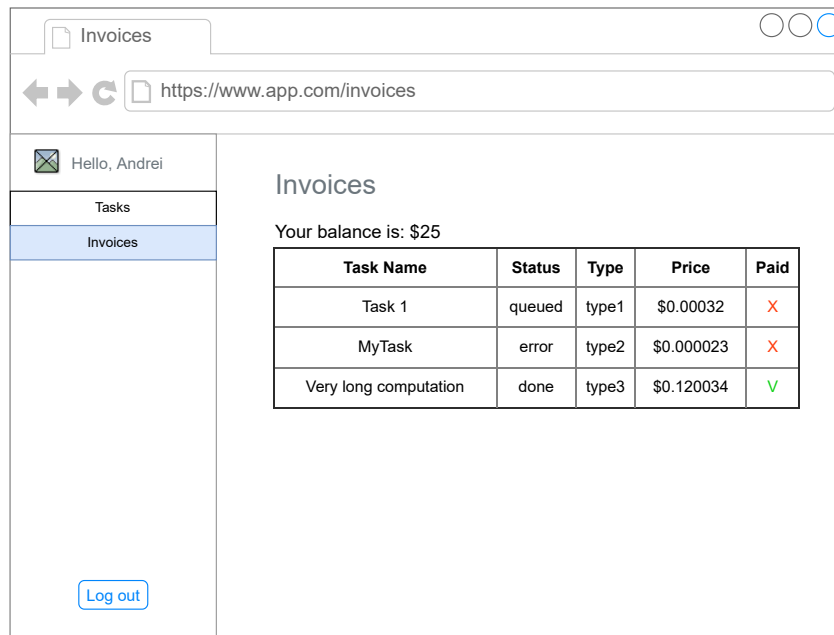 Invoices
https://www.app.com/invoices
Hello, Andrei
Tasks
Invoices
Log out
Invoices
Your balance is: $25
Task Name Status Type Price Paid
Task 1 queued type1 $0.00032 X
MyTask error type2 $0.000023 X
Very long computation done type3 $0.120034 V